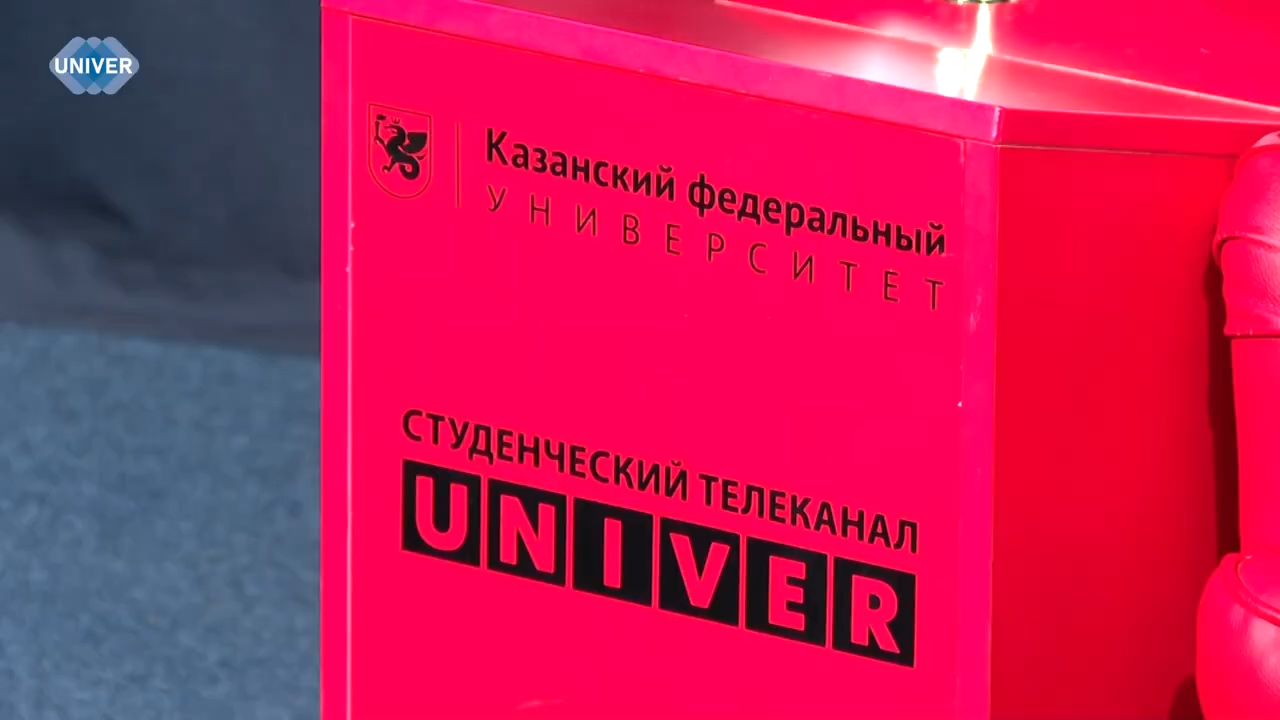 UNIVER
Казанский федеральный
УНИВЕРСИТЕТ
СТУДЕНЧЕСКИЙ ТЕЛЕКАНАЛ
UNIVER